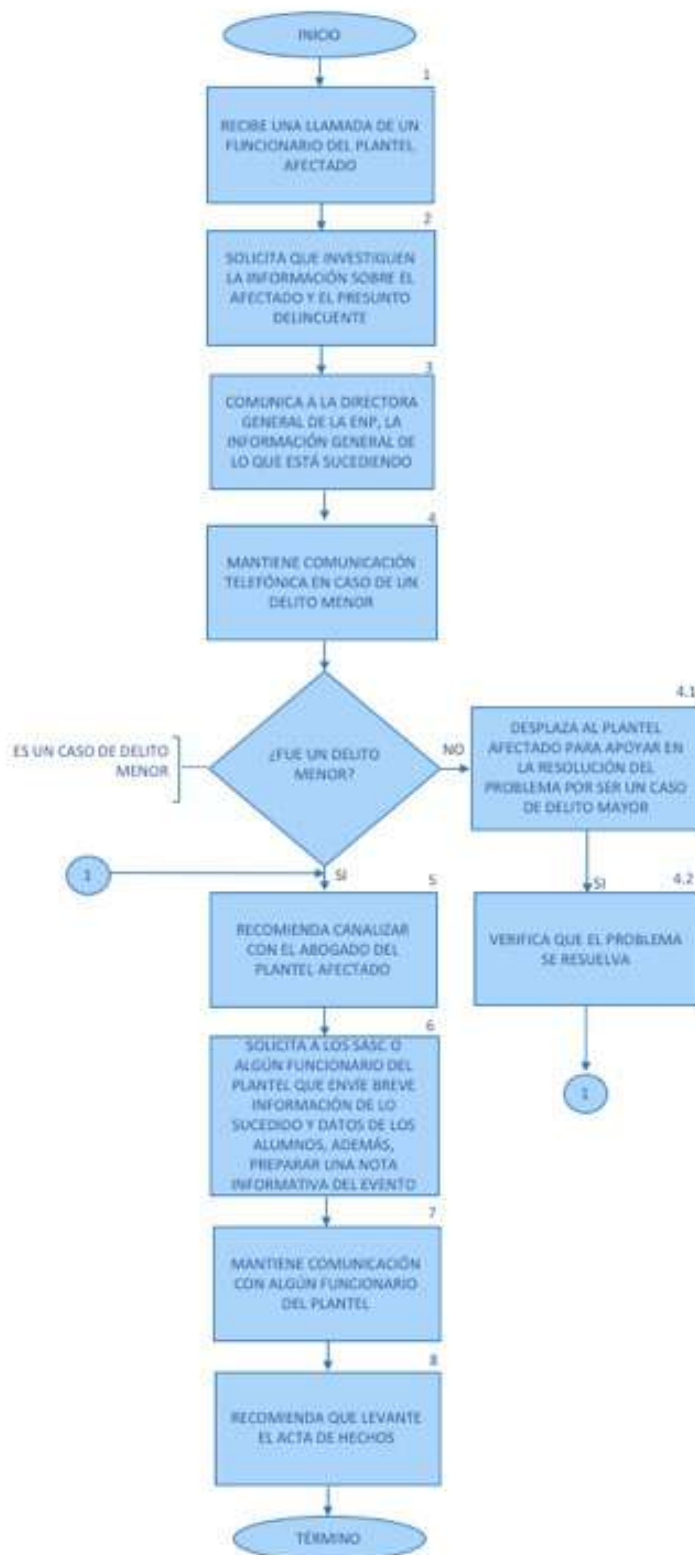 INICIO
1
RECIBE UNA LLAMADA DE UN
FUNCIONARIO DEL PLANTEL
AFECTADO
2
SOLICITA QUE INVESTIGUEN
LA INFORMACIÓN SOBRE EL
AFECTADO Y EL PRESUNTO
DELINCUENTE
3
COMUNICA A LA DIRECTORA
GENERAL DE LA ENP, LA
INFORMACIÓN GENERAL DE
LO QUE ESTÁ SUCEDIENDO
4
MANTIENE COMUNICACIÓN
TELEFÓNICA EN CASO DE UN
DELITO MENOR
ES UN CASO DE DELITO
MENOR
¿FUE UN DELITO
MENOR?
NO
4.1
DESPLAZA AL PLANTEL
AFECTADO PARA APOYAR EN
LA RESOLUCIÓN DEL
PROBLEMA POR SER UN CASO
DE DELITO MAYOR
SI
4.2
VERIFICA QUE EL PROBLEMA
SE RESUELVA
1
1
SI
5
RECOMIENDA CANALIZAR
CON EL ABOGADO DEL
PLANTEL AFECTADO
6
SOLICITA A LOS SASC O
ALGÚN FUNCIONARIO DEL
PLANTEL QUE ENVÍE BREVE
INFORMACIÓN DE LO
SUCEDIDO Y DATOS DE LOS
ALUMNOS, ADEMÁS,
PREPARAR UNA NOTA
INFORMATIVA DEL EVENTO
7
MANTIENE COMUNICACIÓN
CON ALGÚN FUNCIONARIO
DEL PLANTEL
8
RECOMIENDA QUE LEVANTE
EL ACTA DE HECHOS
TÉRMINO